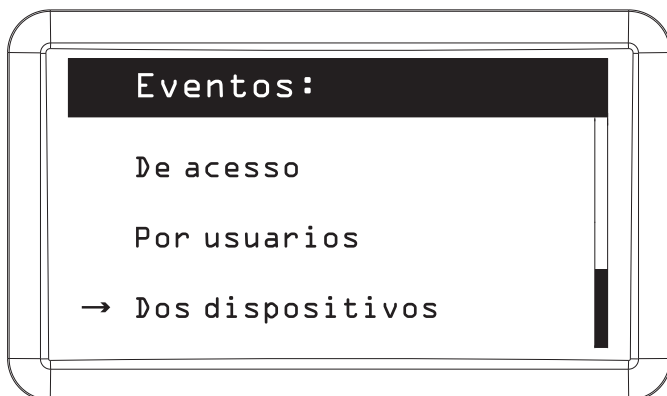 Eventos:
De acesso
Por usuarios
→ Dos dispositivos